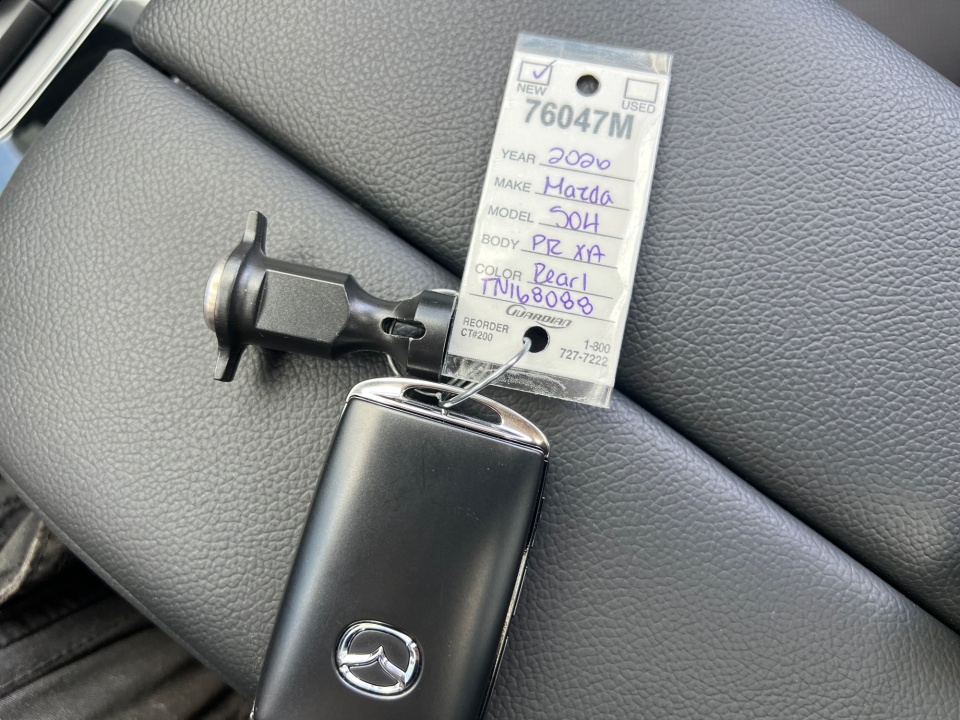 NEW USED
76047M
YEAR 2026
MAKE Mazda
MODEL 50H
BODY PR XA
COLOR Pearl
TN168088
GUARDIAN
REORDER 1-800
CT#200 727-7222